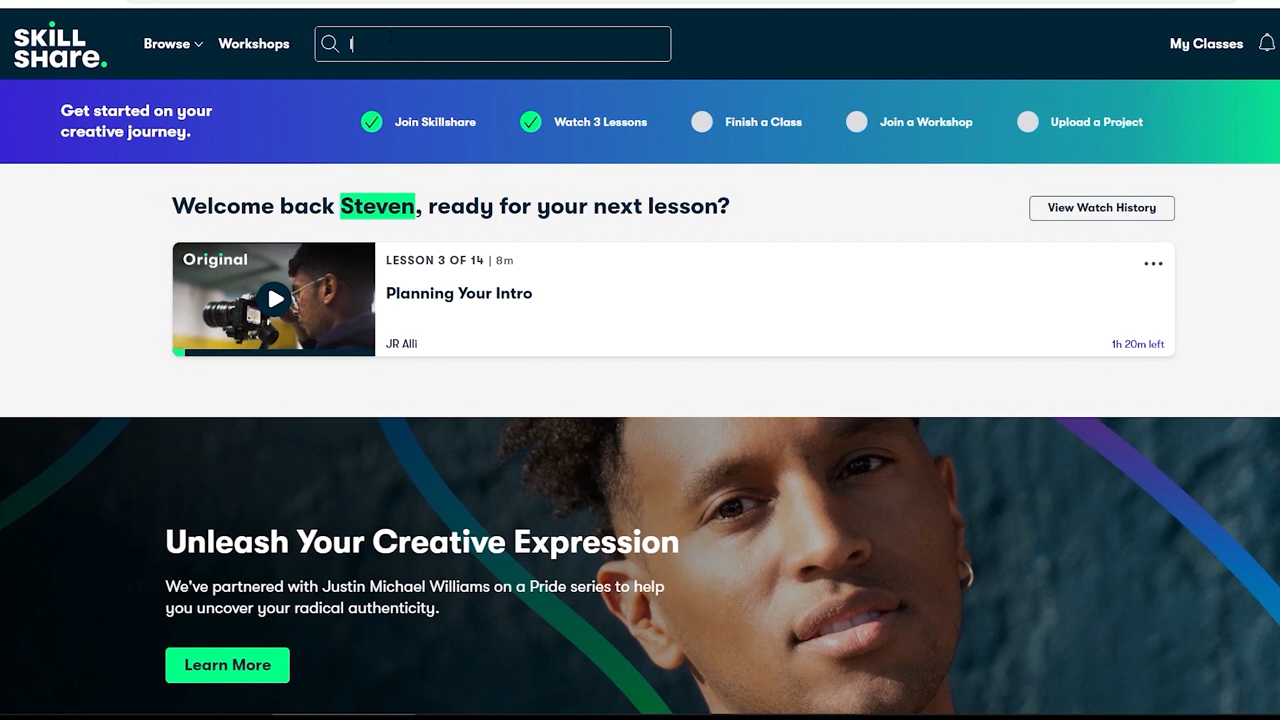 SKILL
SHARE.
Browse
Workshops
My Classes
Get started on your
creative journey.
Join Skillshare
Watch 3 Lessons
Finish a Class
Join a Workshop
Upload a Project
Welcome back Steven, ready for your next lesson?
View Watch History
Original
LESSON 3 OF 14 | 8m
Planning Your Intro
JR Alli
1h 20m left
Unleash Your Creative Expression
We've partnered with Justin Michael Williams on a Pride series to help
you uncover your radical authenticity.
Learn More